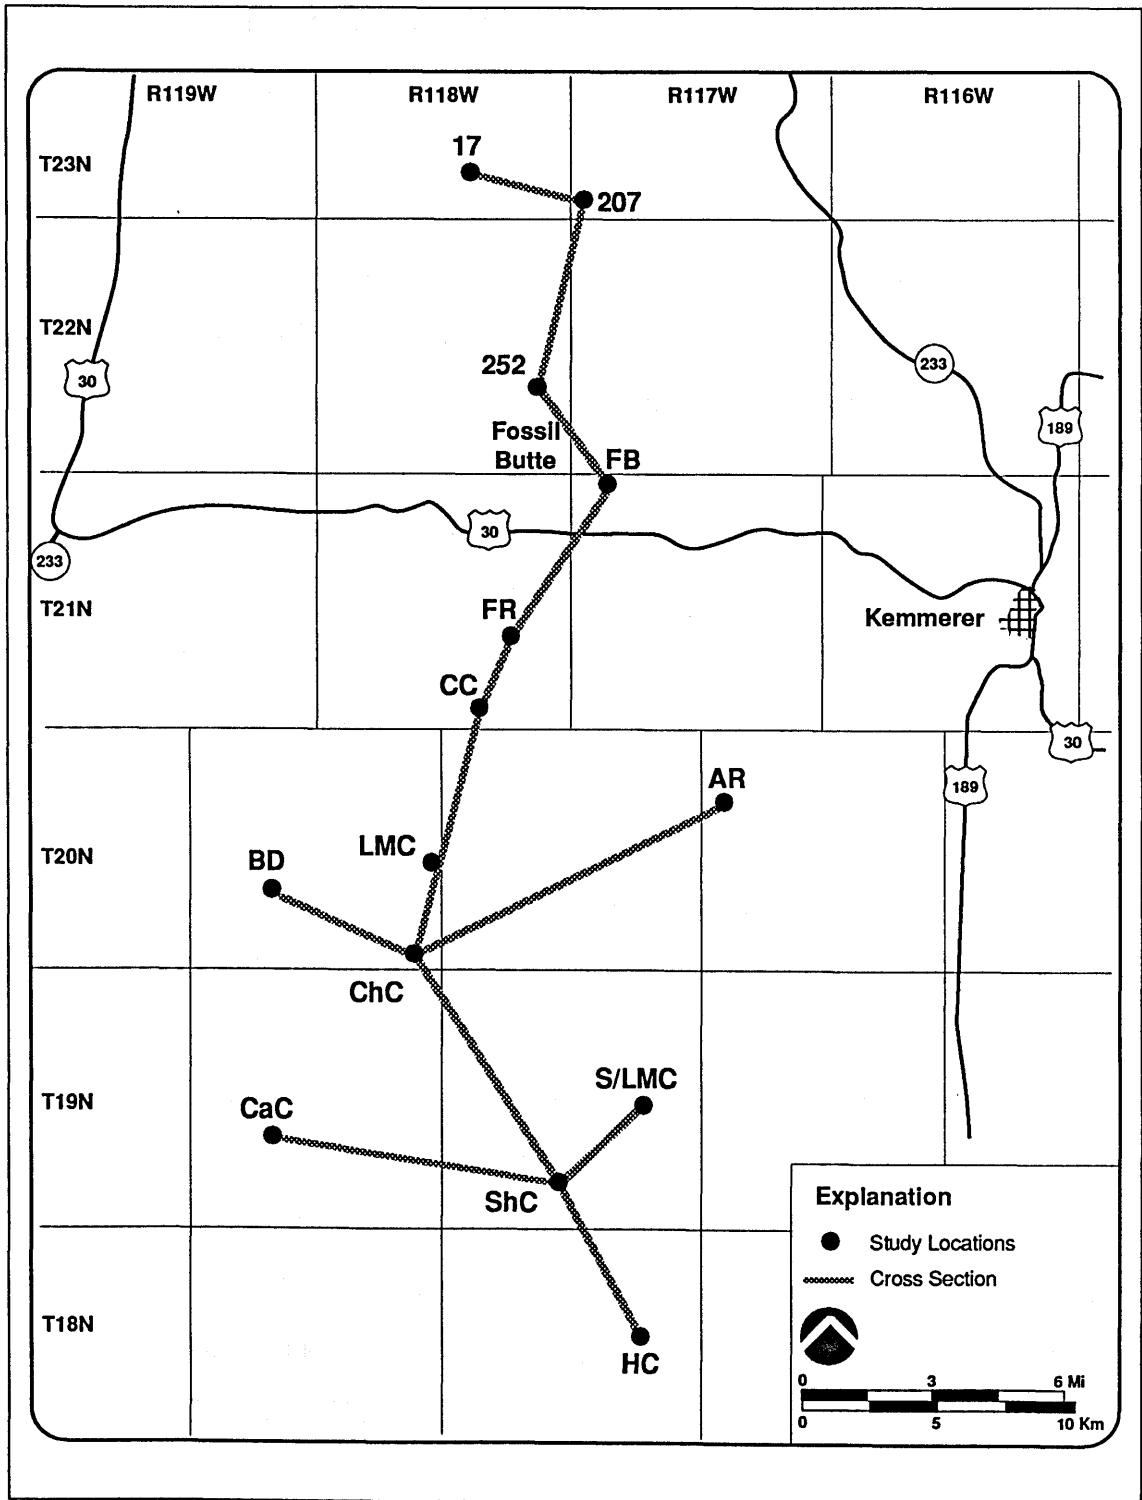 R119W
R118W
R117W
R116W
T23N
17
207
T22N
252
30
233
189
Fossil
Butte
FB
30
233
T21N
FR
Kemmerer
CC
30
189
AR
LMC
T20N
BD
ChC
S/LMC
T19N
CaC
ShC
Explanation
Study Locations
Cross Section
T18N
HC
0 3 6 Mi
0 5 10 Km